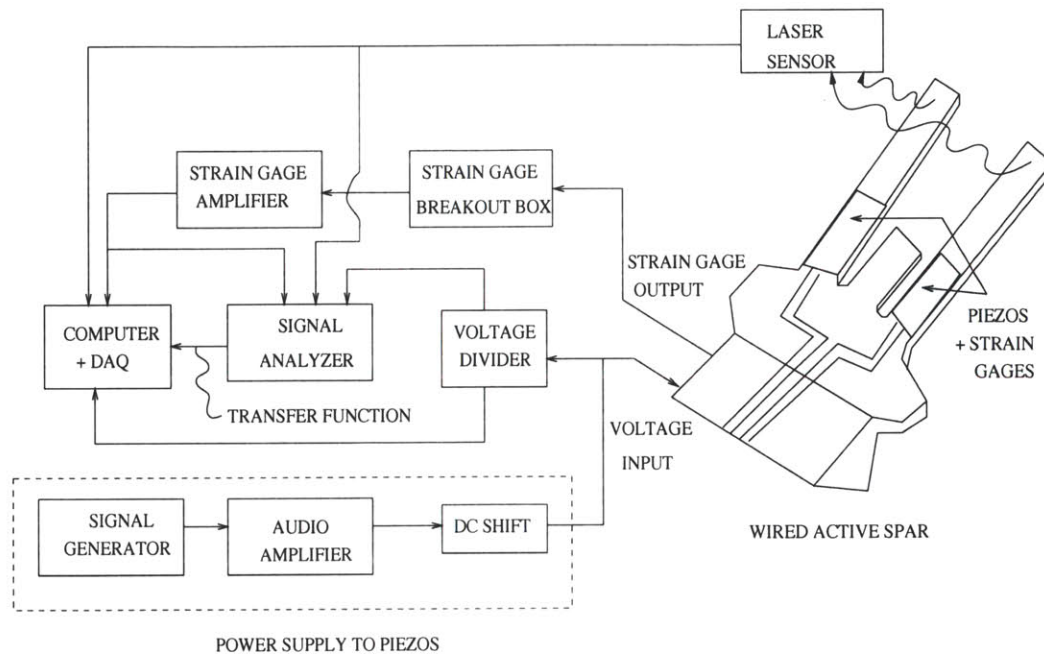 LASER
SENSOR
STRAIN GAGE
AMPLIFIER
STRAIN GAGE
BREAKOUT BOX
STRAIN GAGE
OUTPUT
COMPUTER
+ DAQ
SIGNAL
ANALYZER
VOLTAGE
DIVIDER
PIEZOS
+ STRAIN
GAGES
TRANSFER FUNCTION
VOLTAGE
INPUT
SIGNAL
GENERATOR
AUDIO
AMPLIFIER
DC SHIFT
WIRED ACTIVE SPAR
POWER SUPPLY TO PIEZOS